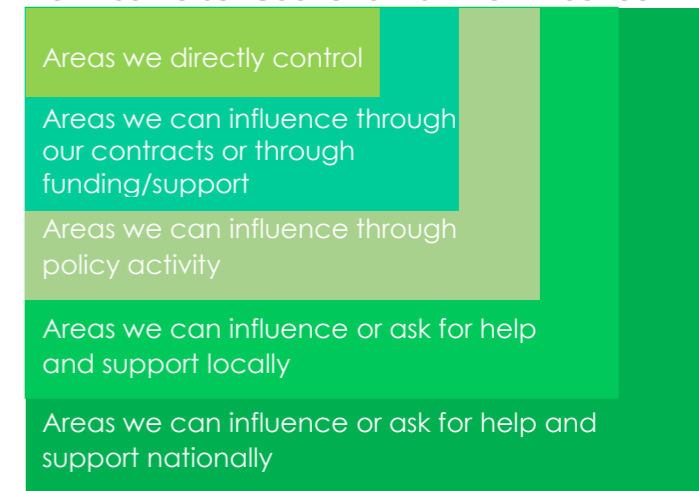 Areas we directly control
Areas we can influence through
our contracts or through
funding/support
Areas we can influence through
policy activity
Areas we can influence or ask for help
and support locally
Areas we can influence or ask for help and
support nationally